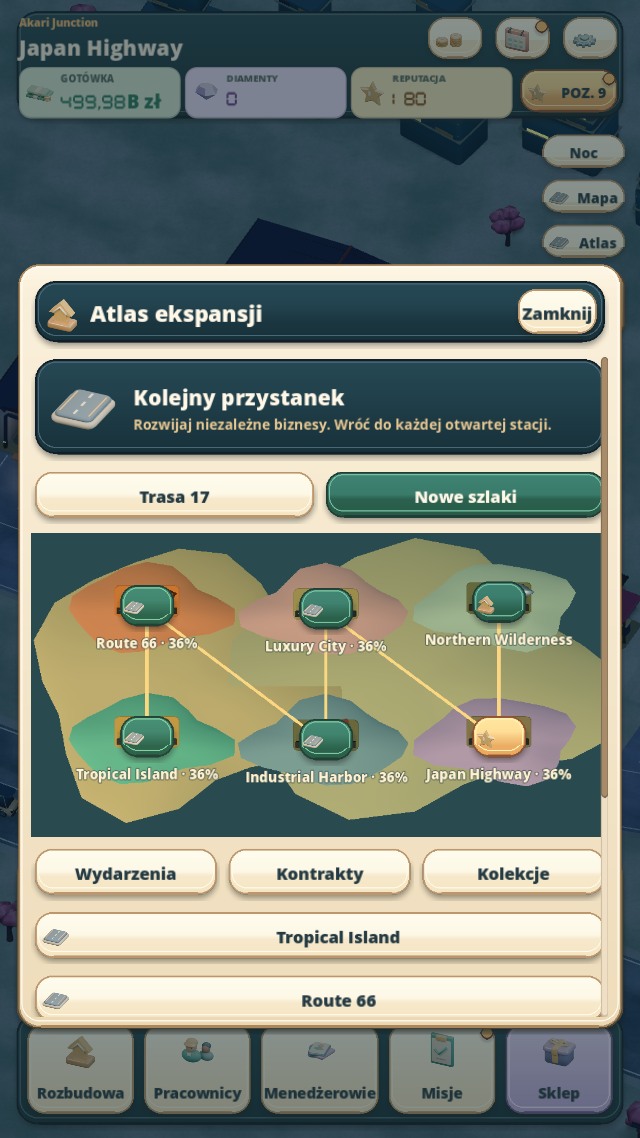 Akari Junction
Japan Highway
GOTÓWKA
499,98B zł
DIAMENTY
0
REPUTACJA
180
POZ. 9
Noc
Mapa
Atlas
Atlas ekspansji
Zamknij
Kolejny przystanek
Rozwijaj niezależne biznesy. Wróć do każdej otwartej stacji.
Trasa 17
Nowe szlaki
Route 66 · 36%
Luxury City · 36%
Northern Wilderness
Tropical Island · 36%
Industrial Harbor · 36%
Japan Highway · 36%
Wydarzenia
Kontrakty
Kolekcje
Tropical Island
Route 66
Rozbudowa
Pracownicy
Menedżerowie
Misje
Sklep